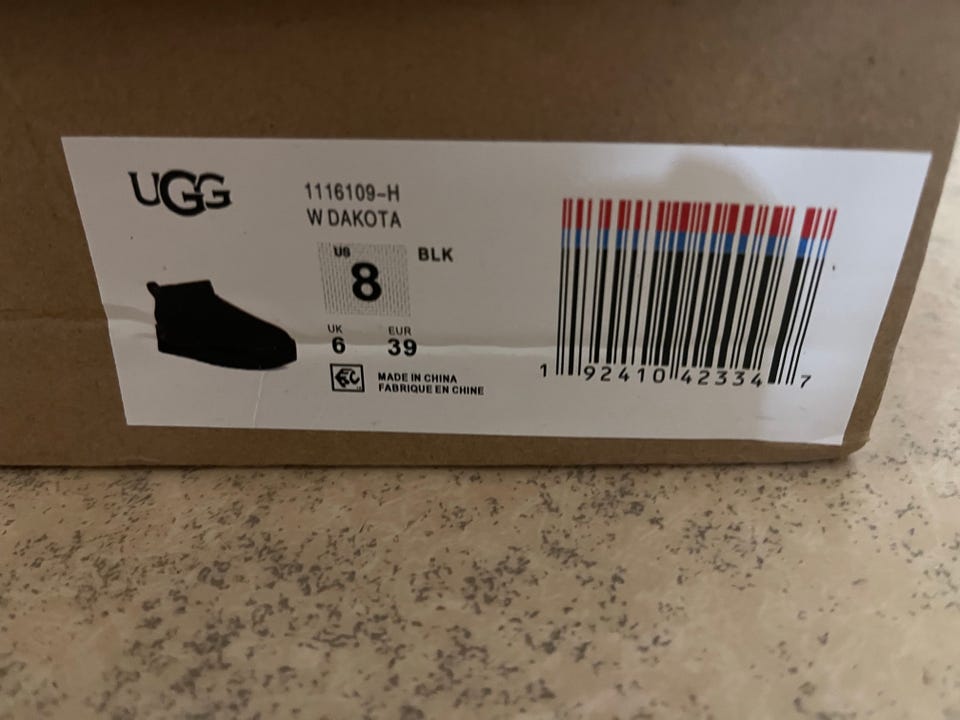 UGG
1116109-H
W DAKOTA
US
8
BLK
UK
EUR
6
39
MADE IN CHINA
FABRIQUE EN CHINE
1 92410 42334 7